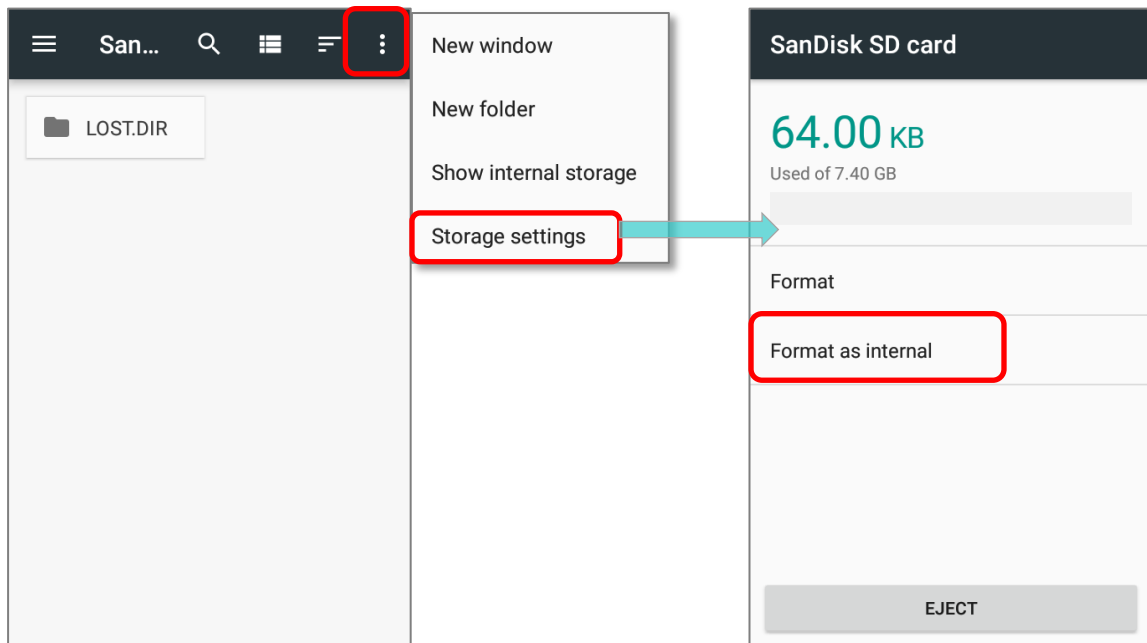 San...
LOST.DIR
New window
New folder
Show internal storage
Storage settings
SanDisk SD card
64.00 KB
Used of 7.40 GB
Format
Format as internal
EJECT